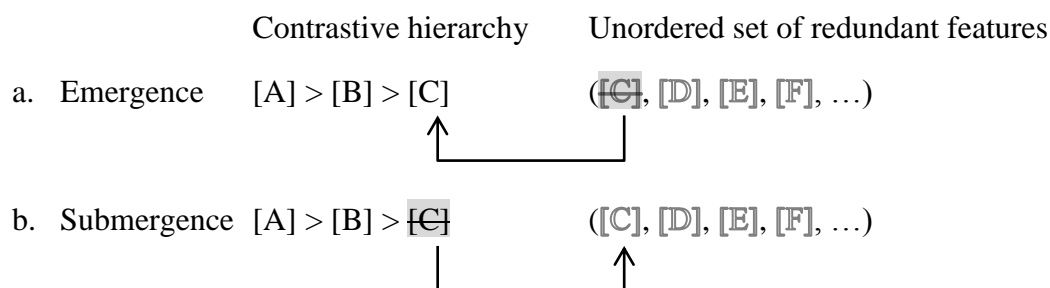 Contrastive hierarchy Unordered set of redundant features
a. Emergence [A] > [B] > [C] (⟦ℂ⟧, ⟦𝔻⟧, ⟦𝔼⟧, ⟦𝔽⟧, …)
b. Submergence [A] > [B] > [C] (⟦ℂ⟧, ⟦𝔻⟧, ⟦𝔼⟧, ⟦𝔽⟧, …)